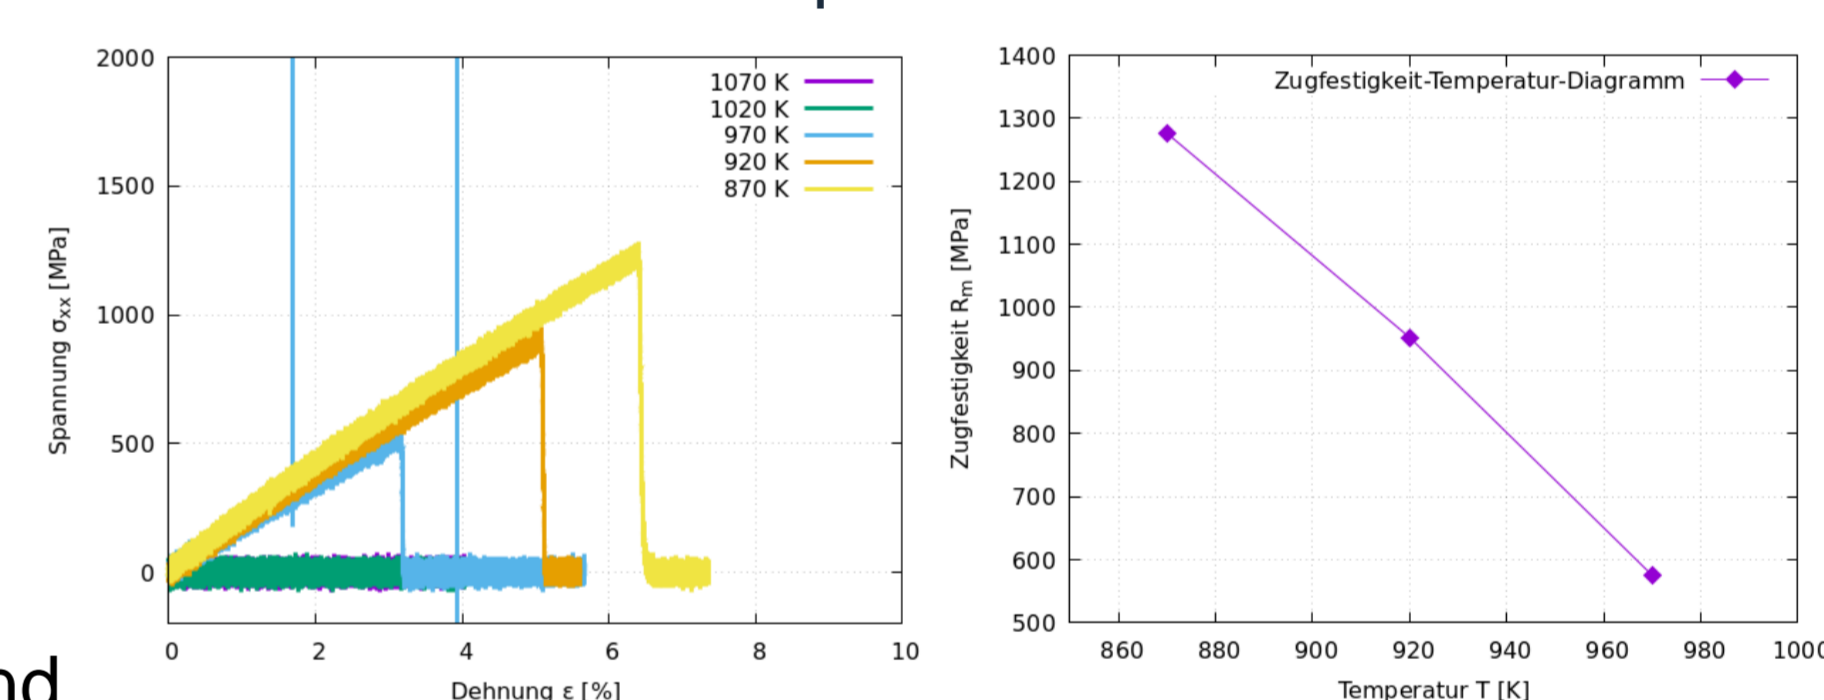 2000
1500
1000
500
0
0 2 4 6 8 10
Spannung σxx [MPa]
Dehnung ε [%]
1070 K
1020 K
970 K
920 K
870 K
1400
1300
1200
1100
1000
900
800
700
600
500
860 880 900 920 940 960 980 1000
Zugfestigkeit Rm [MPa]
Temperatur T [K]
Zugfestigkeit-Temperatur-Diagramm